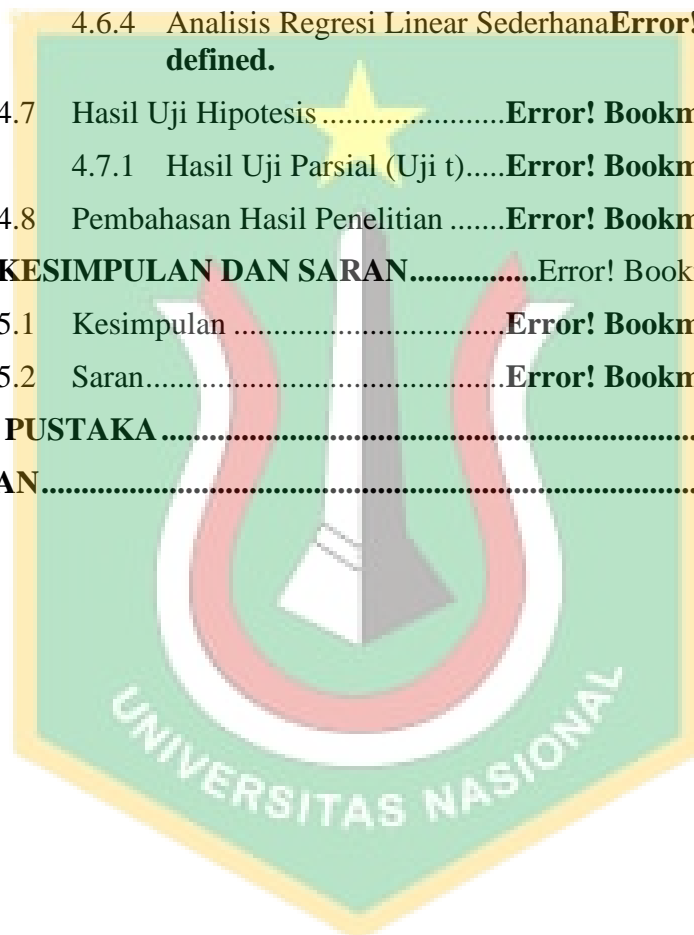 4.6.4 Analisis Regresi Linear SederhanaError!
defined.
4.7 Hasil Uji Hipotesis ......................Error! Bookm
4.7.1 Hasil Uji Parsial (Uji t).....Error! Bookm
4.8 Pembahasan Hasil Penelitian .......Error! Bookm
KESIMPULAN DAN SARAN................Error! Book
5.1 Kesimpulan ................................Error! Bookm
5.2 Saran...........................................Error! Bookm
PUSTAKA................................................................
AN..............................................................................
UNIVERSITAS NASIONAL